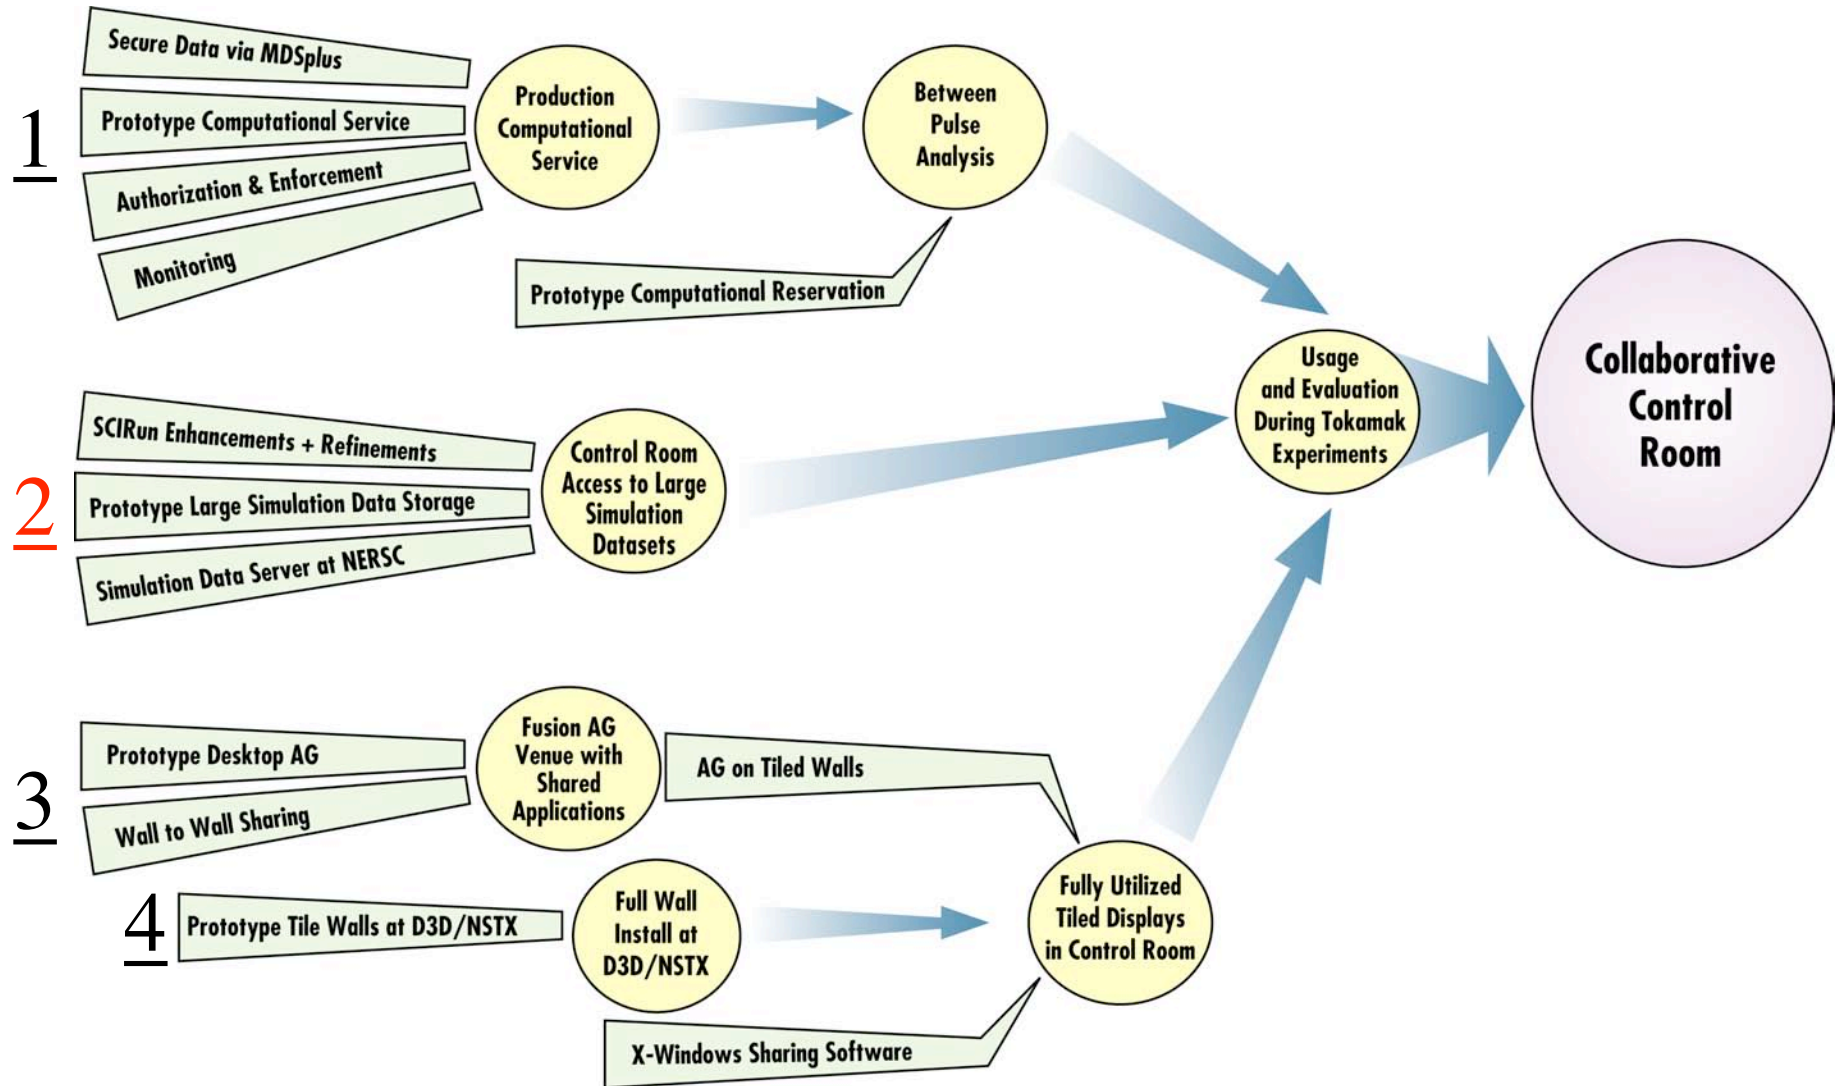 1
Secure Data via MDSplus
Prototype Computational Service
Authorization & Enforcement
Monitoring
Production
Computational
Service
Between
Pulse
Analysis
Prototype Computational Reservation
2
SCIRun Enhancements + Refinements
Prototype Large Simulation Data Storage
Simulation Data Server at NERSC
Control Room
Access to Large
Simulation
Datasets
Usage
and Evaluation
During Tokamak
Experiments
Collaborative
Control
Room
3
Prototype Desktop AG
Wall to Wall Sharing
Fusion AG
Venue with
Shared
Applications
AG on Tiled Walls
4
Prototype Tile Walls at D3D/NSTX
Full Wall
Install at
D3D/NSTX
Fully Utilized
Tiled Displays
in Control Room
X-Windows Sharing Software